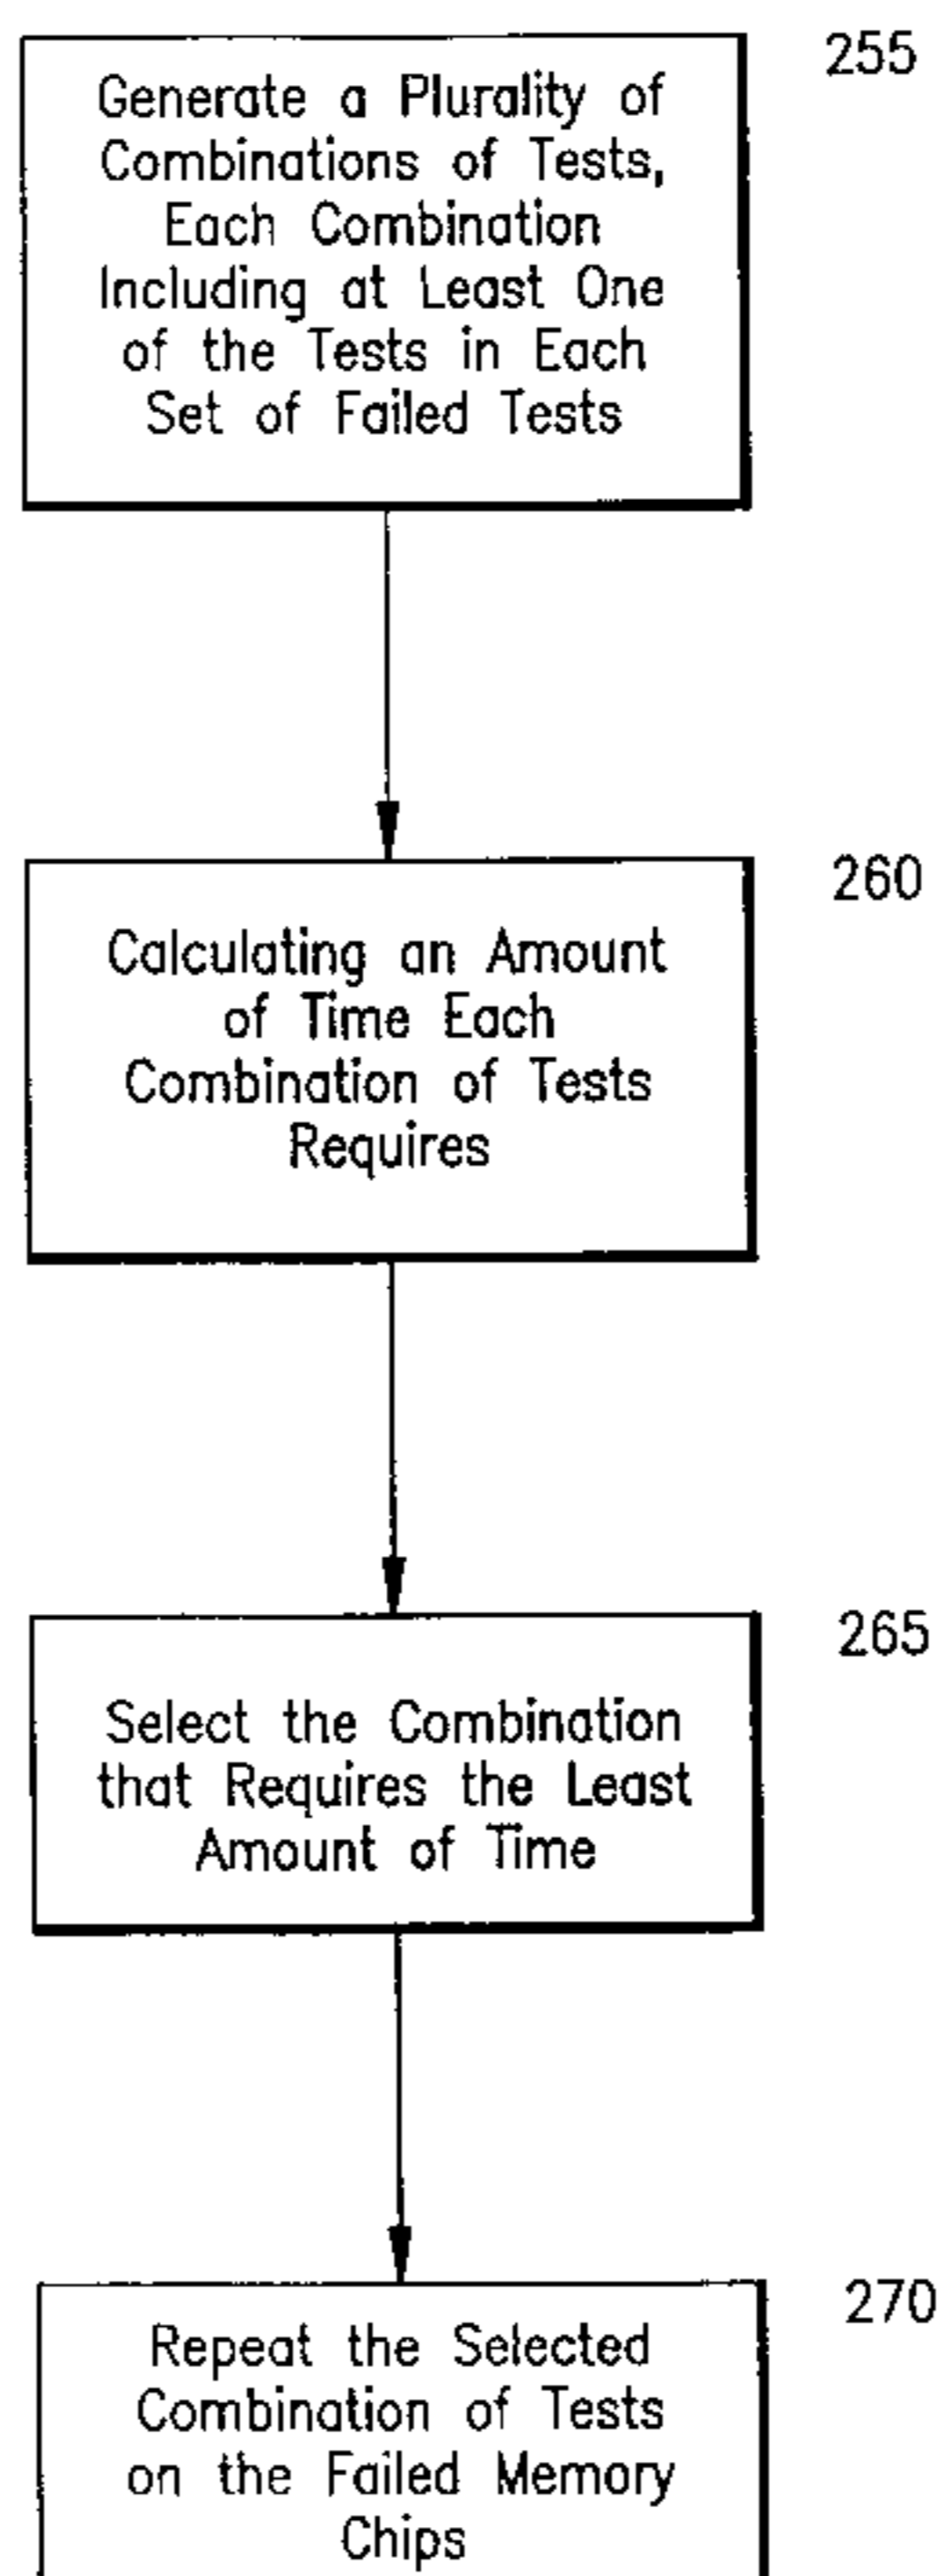 255
Generate a Plurality of
Combinations of Tests,
Each Combination
Including at Least One
of the Tests in Each
Set of Failed Tests
260
Calculating an Amount
of Time Each
Combination of Tests
Requires
265
Select the Combination
that Requires the Least
Amount of Time
270
Repeat the Selected
Combination of Tests
on the Failed Memory
Chips